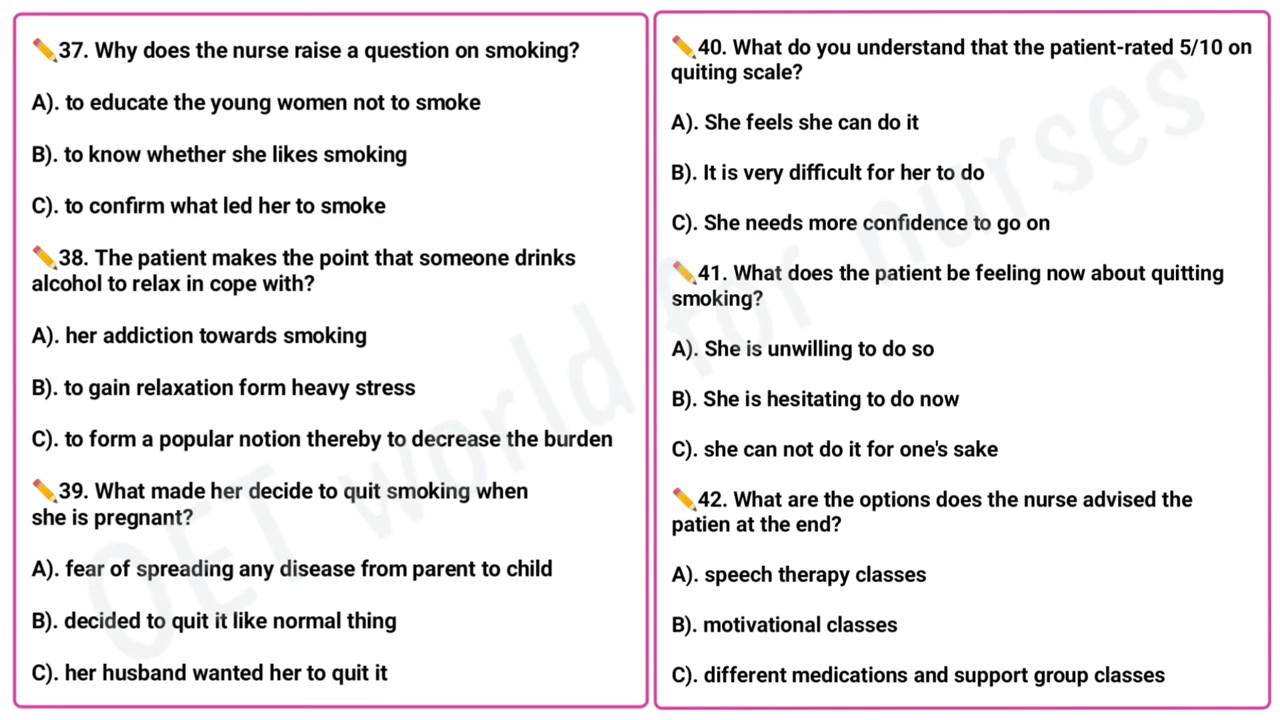 ✏️37. Why does the nurse raise a question on smoking?
A). to educate the young women not to smoke
B). to know whether she likes smoking
C). to confirm what led her to smoke
✏️38. The patient makes the point that someone drinks
alcohol to relax in cope with?
A). her addiction towards smoking
B). to gain relaxation form heavy stress
C). to form a popular notion thereby to decrease the burden
✏️39. What made her decide to quit smoking when
she is pregnant?
A). fear of spreading any disease from parent to child
B). decided to quit it like normal thing
C). her husband wanted her to quit it
✏️40. What do you understand that the patient-rated 5/10 on
quiting scale?
A). She feels she can do it
B). It is very difficult for her to do
C). She needs more confidence to go on
✏️41. What does the patient be feeling now about quitting
smoking?
A). She is unwilling to do so
B). She is hesitating to do now
C). she can not do it for one's sake
✏️42. What are the options does the nurse advised the
patien at the end?
A). speech therapy classes
B). motivational classes
C). different medications and support group classes
OET world for nurses